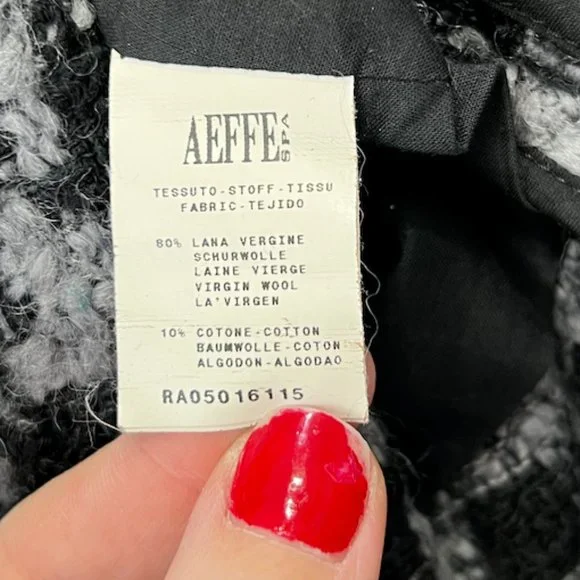 AEFFE SPA
TESSUTO-STOFF-TISSU
FABRIC-TEJIDO
80% LANA VERGINE
SCHURWOLLE
LAINE VIERGE
VIRGIN WOOL
LA'VIRGEN
10% COTONE-COTTON
BAUMWOLLE-COTON
ALGODON-ALGODAO
RA05016115